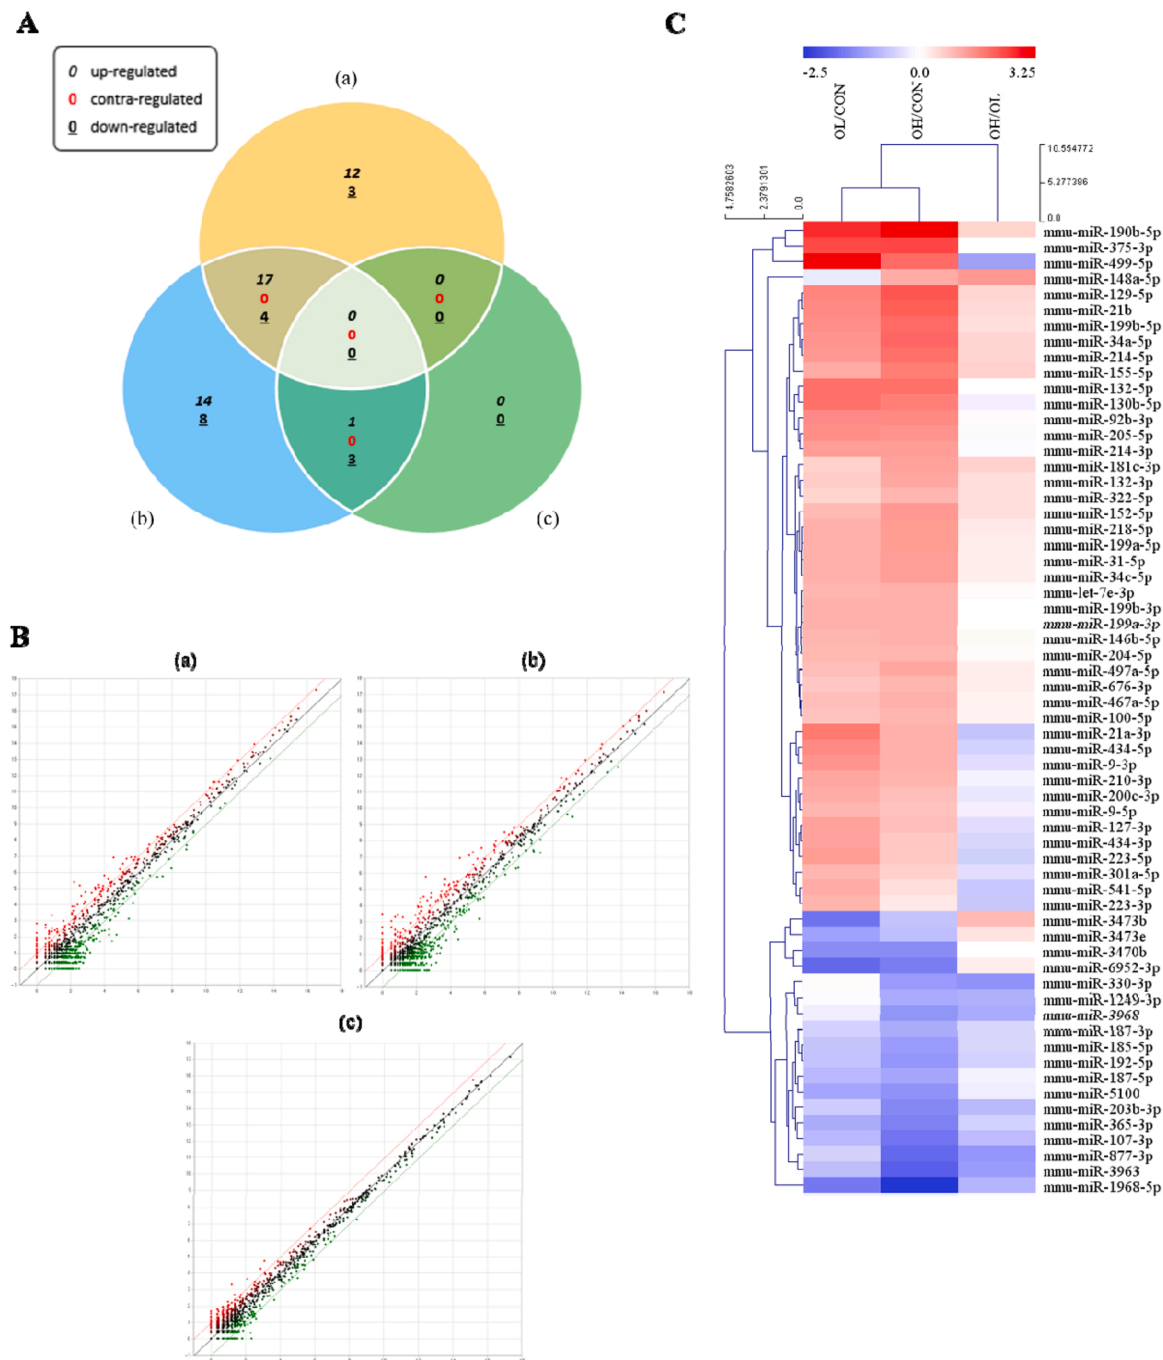 A
0 up-regulated
0 contra-regulated
0 down-regulated
(a)
12
3
17
0
4
0
0
0
0
0
0
14
8
1
0
3
0
0
(b)
(c)
B
(a)
(b)
(c)
C
-2.5 0.0 3.25
OL/CON
OH/CON
OH/OL
4.7582603
2.3791301
0.0
10.554772
5.277386
0.0
mmu-miR-190b-5p
mmu-miR-375-3p
mmu-miR-499-5p
mmu-miR-148a-5p
mmu-miR-129-5p
mmu-miR-21b
mmu-miR-199b-5p
mmu-miR-34a-5p
mmu-miR-214-5p
mmu-miR-155-5p
mmu-miR-132-5p
mmu-miR-130b-5p
mmu-miR-92b-3p
mmu-miR-205-5p
mmu-miR-214-3p
mmu-miR-181c-3p
mmu-miR-132-3p
mmu-miR-322-5p
mmu-miR-152-5p
mmu-miR-218-5p
mmu-miR-199a-5p
mmu-miR-31-5p
mmu-miR-34c-5p
mmu-let-7e-3p
mmu-miR-199b-3p
mmu-miR-199a-3p
mmu-miR-146b-5p
mmu-miR-204-5p
mmu-miR-497a-5p
mmu-miR-676-3p
mmu-miR-467a-5p
mmu-miR-100-5p
mmu-miR-21a-3p
mmu-miR-434-5p
mmu-miR-9-3p
mmu-miR-210-3p
mmu-miR-200c-3p
mmu-miR-9-5p
mmu-miR-127-3p
mmu-miR-434-3p
mmu-miR-223-5p
mmu-miR-301a-5p
mmu-miR-541-5p
mmu-miR-223-3p
mmu-miR-3473b
mmu-miR-3473e
mmu-miR-3470b
mmu-miR-6952-3p
mmu-miR-330-3p
mmu-miR-1249-3p
mmu-miR-3968
mmu-miR-187-3p
mmu-miR-185-5p
mmu-miR-192-5p
mmu-miR-187-5p
mmu-miR-5100
mmu-miR-203b-3p
mmu-miR-365-3p
mmu-miR-107-3p
mmu-miR-877-3p
mmu-miR-3963
mmu-miR-1968-5p